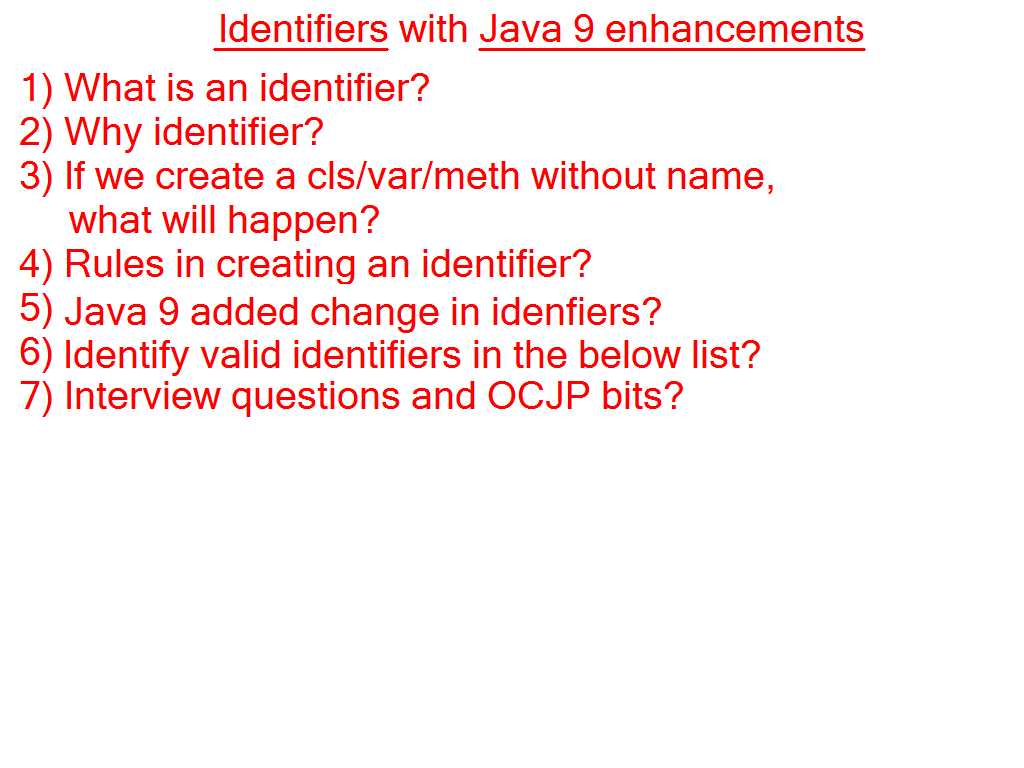 Identifiers with Java 9 enhancements
1) What is an identifier?
2) Why identifier?
3) If we create a cls/var/meth without name,
what will happen?
4) Rules in creating an identifier?
5) Java 9 added change in idenfiers?
6) Identify valid identifiers in the below list?
7) Interview questions and OCJP bits?